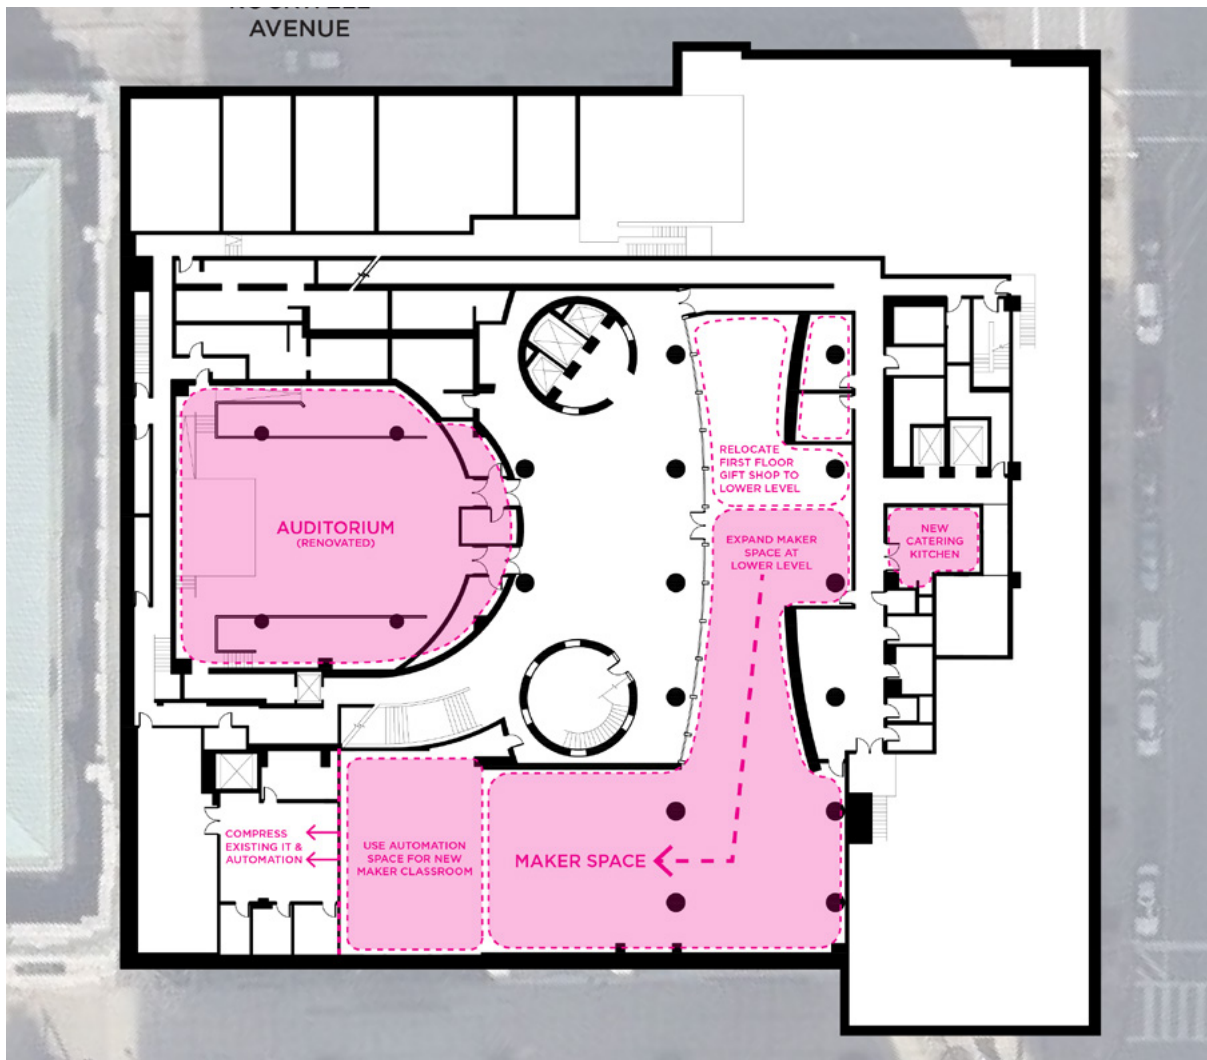 AVENUE
RELOCATE
FIRST FLOOR
GIFT SHOP TO
LOWER LEVEL
AUDITORIUM
(RENOVATED)
EXPAND MAKER
SPACE AT
LOWER LEVEL
NEW
CATERING
KITCHEN
COMPRESS
EXISTING IT &
AUTOMATION
USE AUTOMATION
SPACE FOR NEW
MAKER CLASSROOM
MAKER SPACE